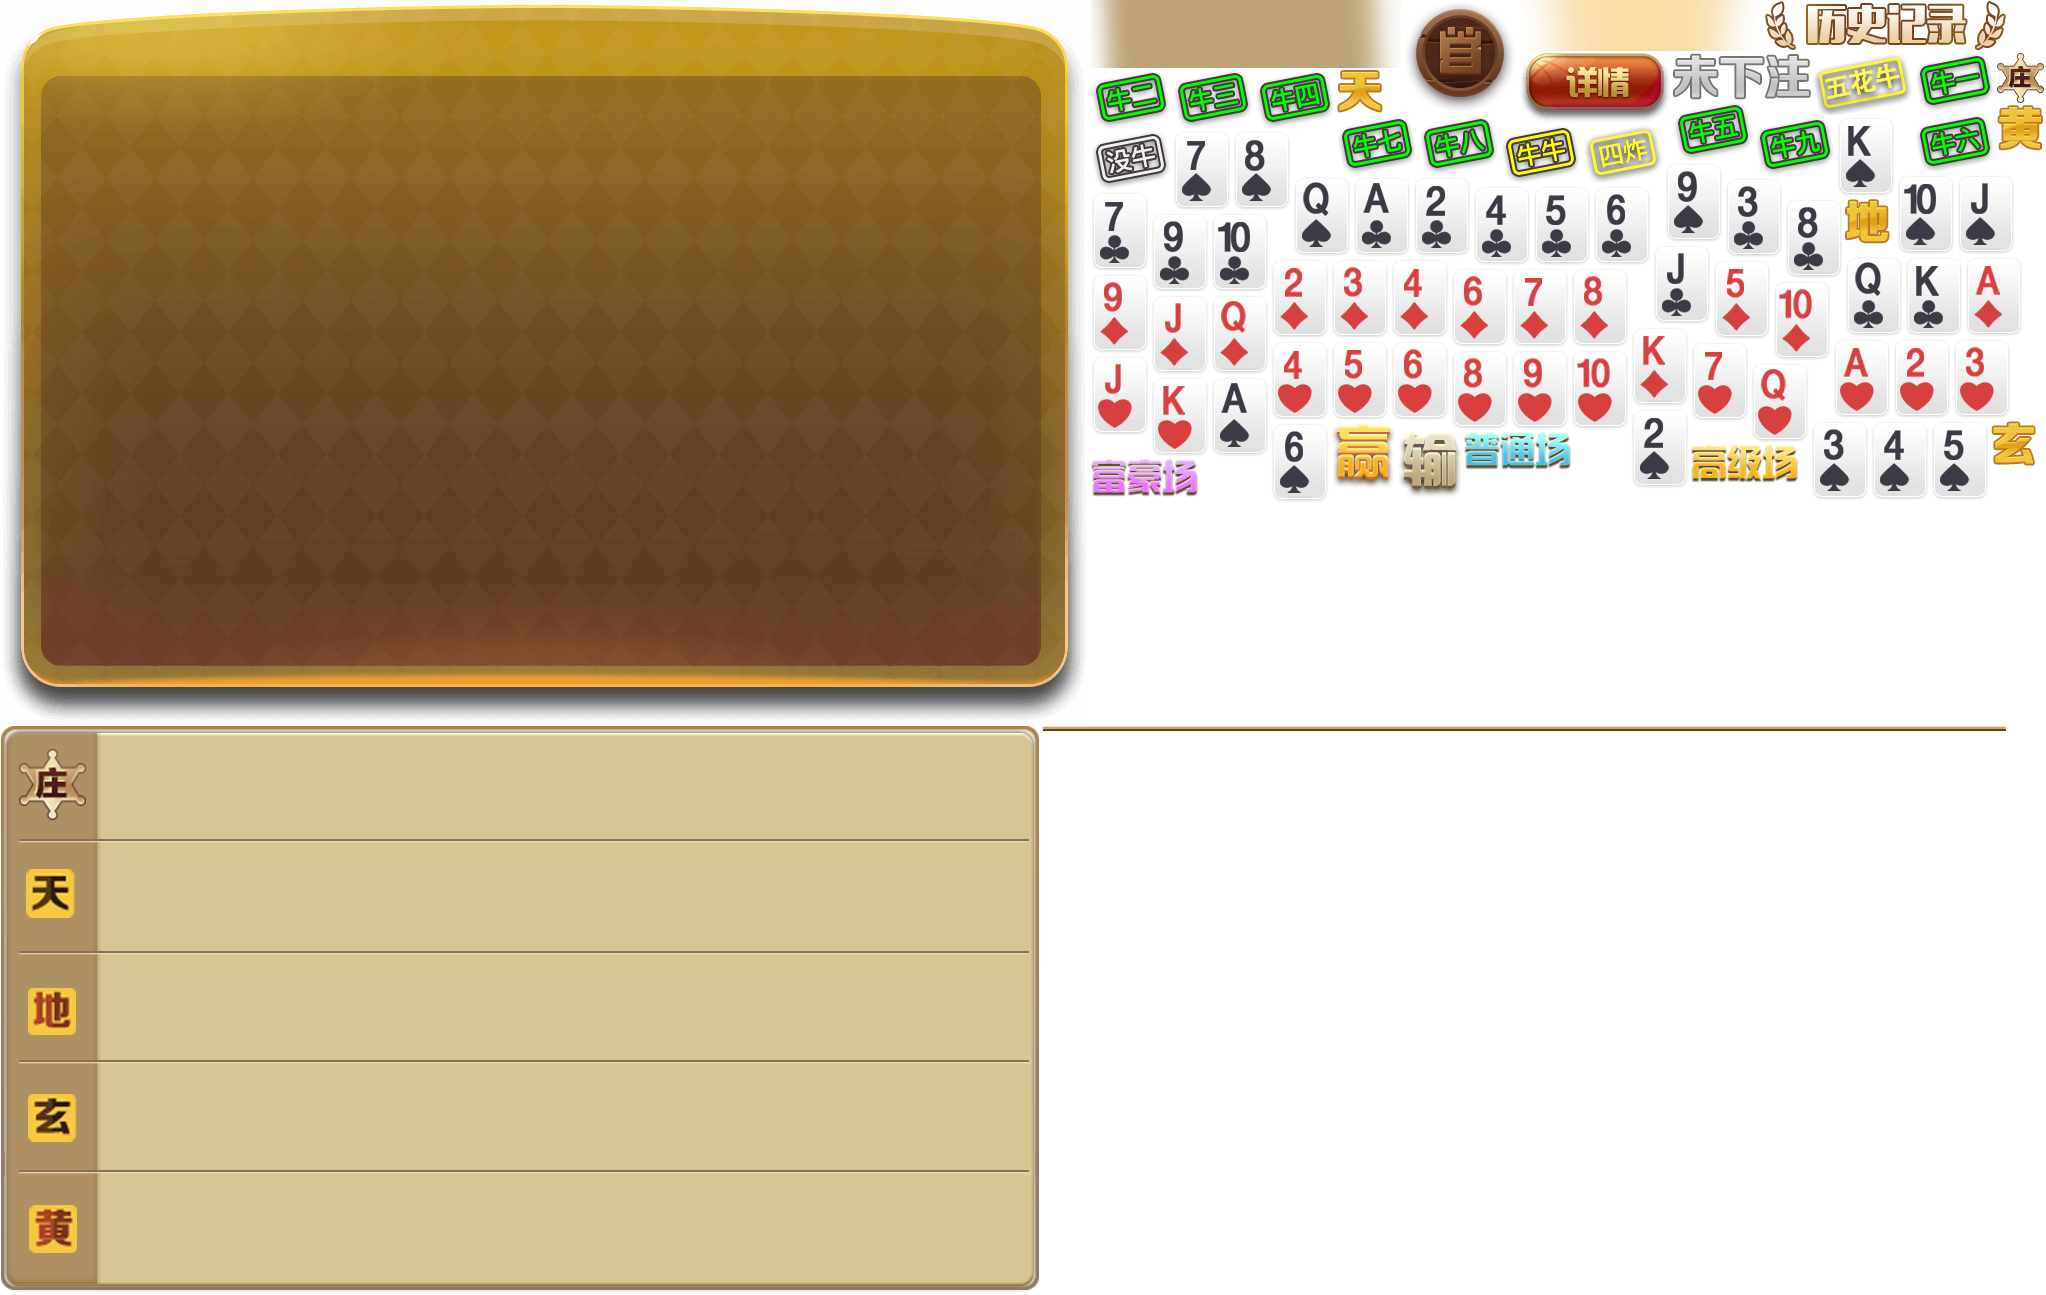 历史记录
肖
详情
未下注
五花牛
牛一
庄
牛二
牛三
牛四
天
黄
没牛
7
8
牛七
牛八
牛牛
四炸
牛五
牛九
K
牛六
7
9
10
Q
A
2
4
5
6
9
3
8
地
10
J
9
J
Q
2
3
4
6
7
8
J
5
10
Q
K
A
J
K
A
4
5
6
8
9
10
K
7
Q
A
2
3
富豪场
6
赢
输
普通场
2
高级场
3
4
5
玄
庄
天
地
玄
黄